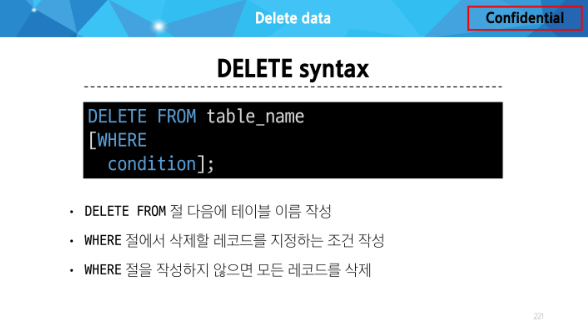 Delete data
Confidential
DELETE syntax
DELETE FROM table_name
[WHERE
condition];
• DELETE FROM 절 다음에 테이블 이름 작성
• WHERE 절에서 삭제할 레코드를 지정하는 조건 작성
• WHERE 절을 작성하지 않으면 모든 레코드를 삭제
221